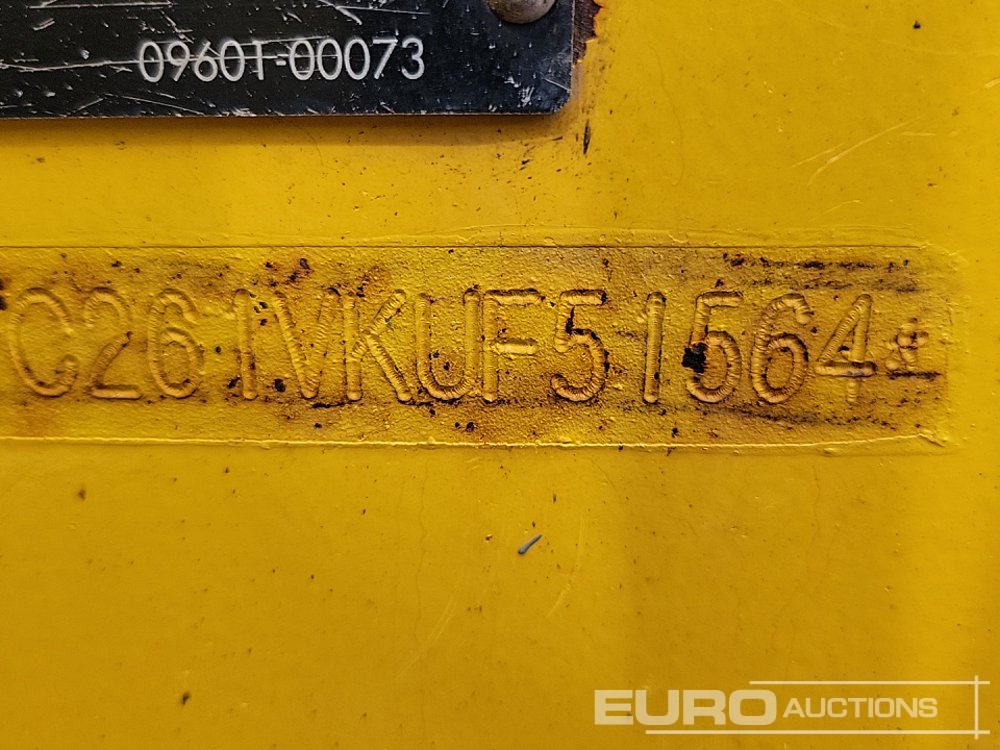 09601-00073
C261VKUF51564*
EURO AUCTIONS